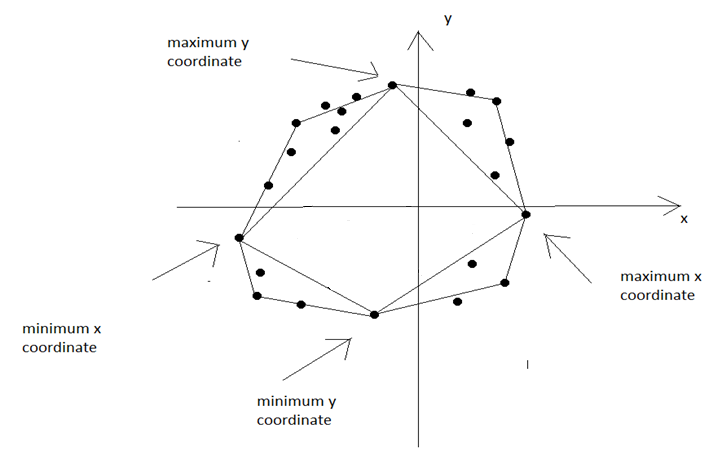 y
maximum y
coordinate
x
maximum x
coordinate
minimum x
coordinate
minimum y
coordinate